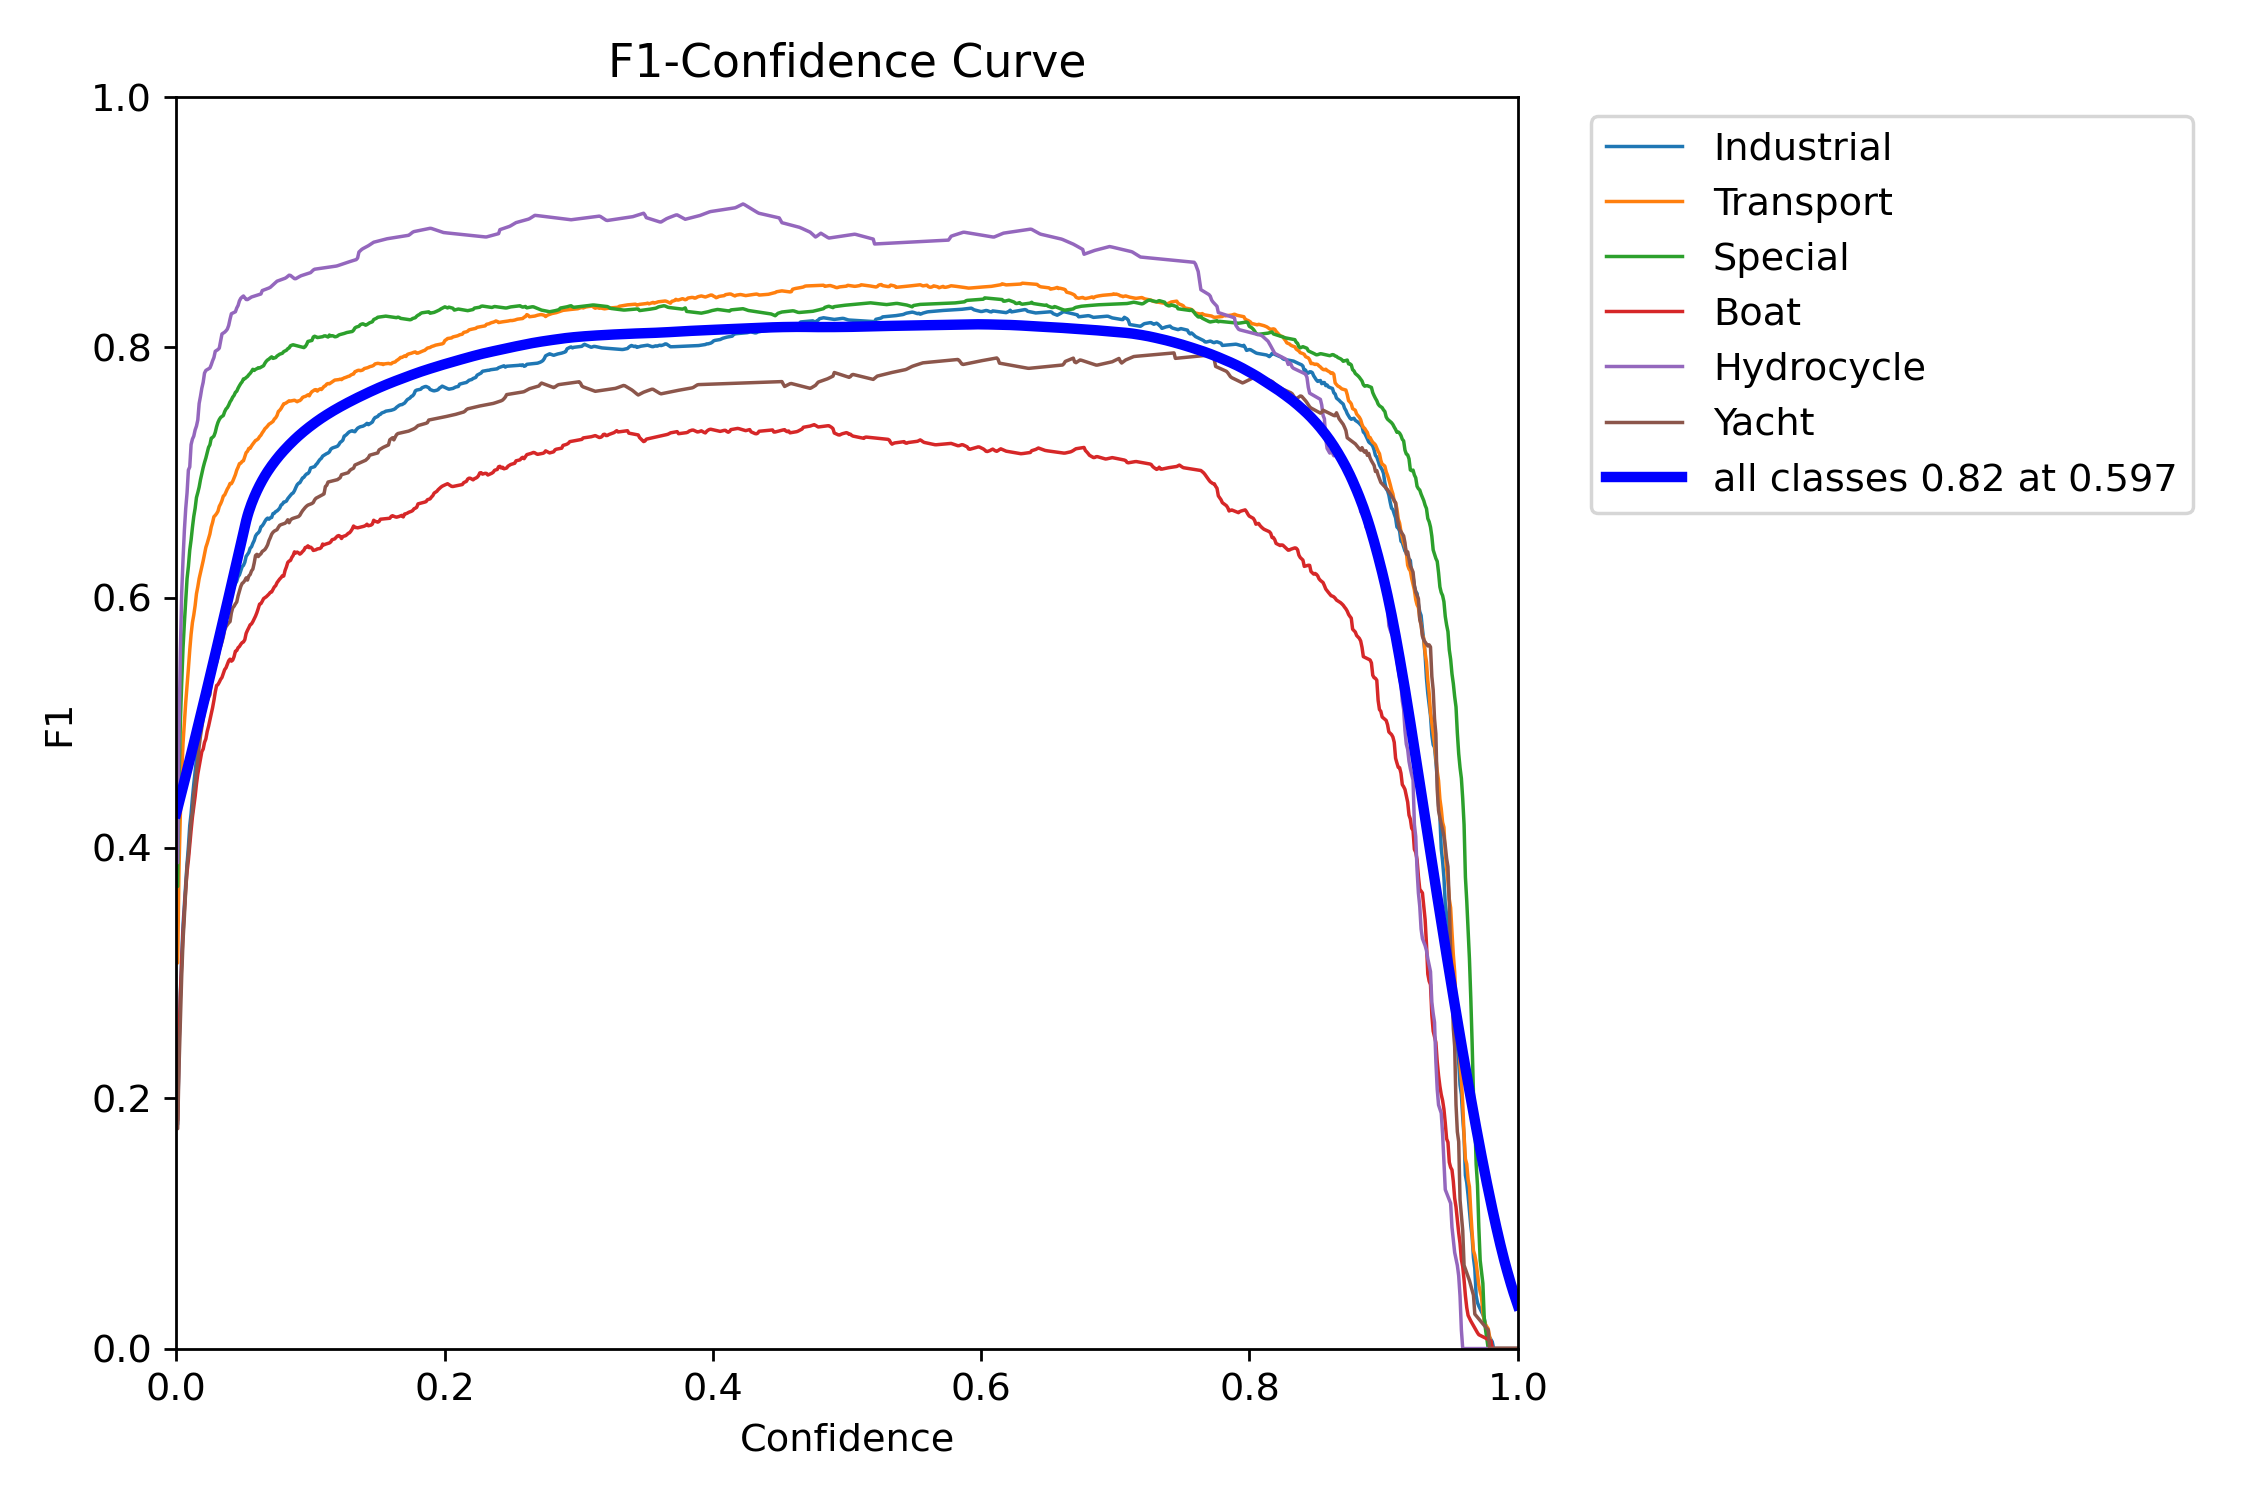 F1-Confidence Curve
1.0
0.8
0.6
0.4
0.2
0.0
F1
0.0 0.2 0.4 0.6 0.8 1.0
Confidence
Industrial
Transport
Special
Boat
Hydrocycle
Yacht
all classes 0.82 at 0.597